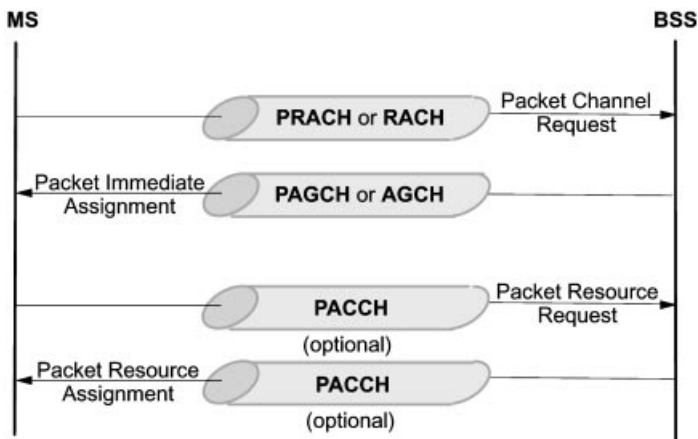 MS
BSS
PRACH or RACH
Packet Channel
Request
Packet Immediate
Assignment
PAGCH or AGCH
PACCH
(optional)
Packet Resource
Request
Packet Resource
Assignment
PACCH
(optional)